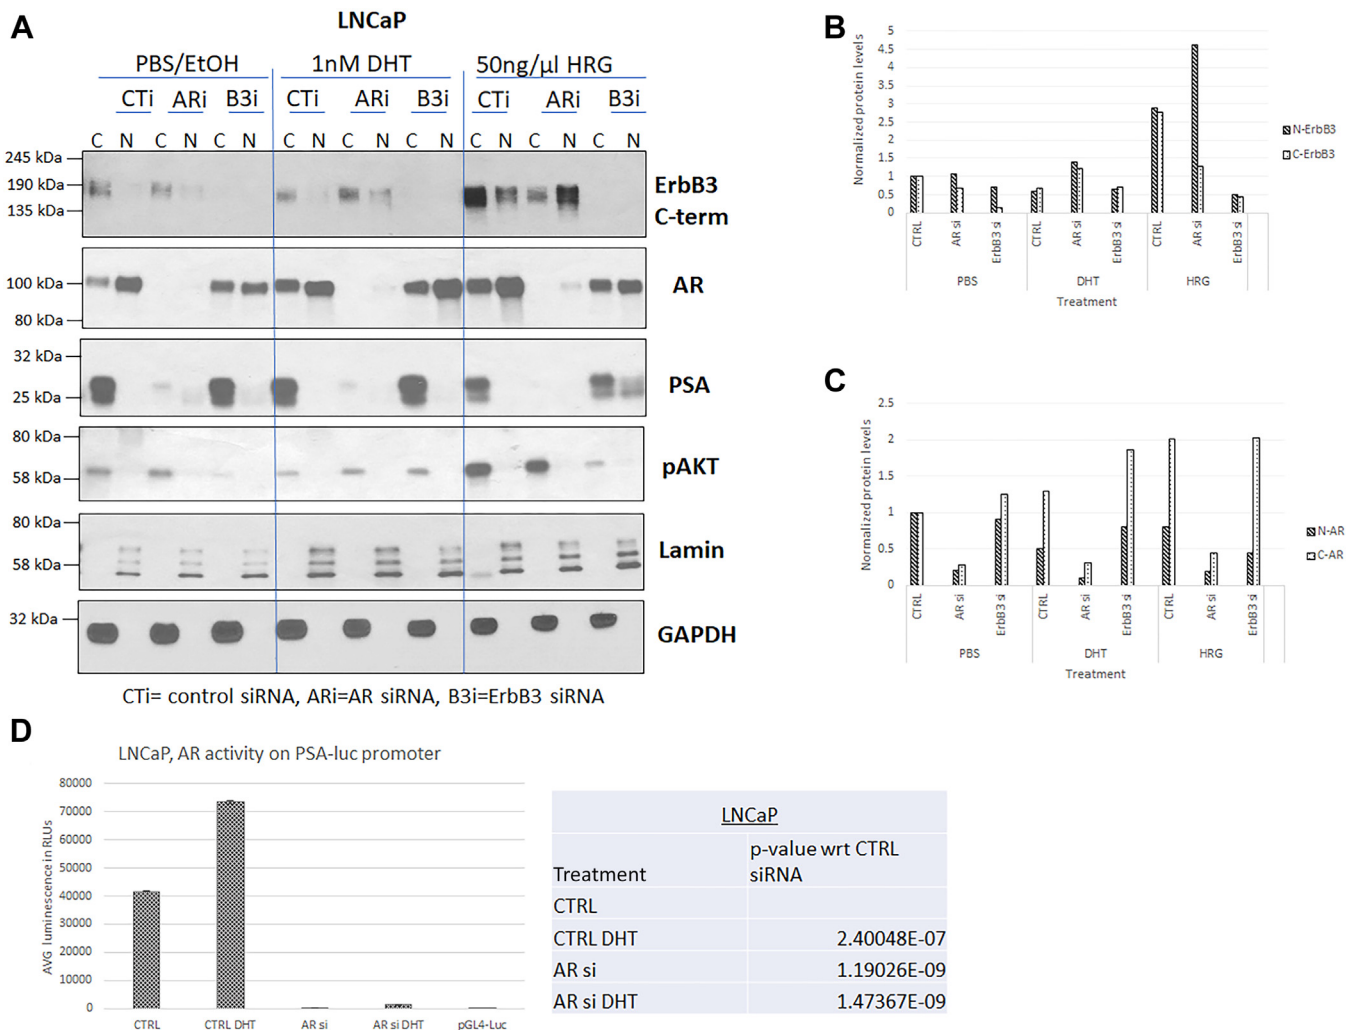 A
LNCaP
PBS/EtOH 1nM DHT 50ng/µl HRG
CTi ARi B3i CTi ARi B3i CTi ARi B3i
C N C N C N C N C N C N C N C N C N
245 kDa
190 kDa
135 kDa
ErbB3
C-term
100 kDa
80 kDa
AR
32 kDa
25 kDa
PSA
80 kDa
58 kDa
pAKT
80 kDa
58 kDa
Lamin
32 kDa
GAPDH
CTi= control siRNA, ARi=AR siRNA, B3i=ErbB3 siRNA
B
Normalized protein levels
5
4.5
4
3.5
3
2.5
2
1.5
1
0.5
0
CTRL AR si ErbB3 si CTRL AR si ErbB3 si CTRL AR si ErbB3 si
PBS DHT HRG
Treatment
N-ErbB3
C-ErbB3
C
Normalized protein levels
2.5
2
1.5
1
0.5
0
CTRL AR si ErbB3 si CTRL AR si ErbB3 si CTRL AR si ErbB3 si
PBS DHT HRG
Treatment
N-AR
C-AR
D
LNCaP, AR activity on PSA-luc promoter
AVG luminescence in RLUs
80000
70000
60000
50000
40000
30000
20000
10000
0
CTRL CTRL DHT AR si AR si DHT pGL4-Luc
LNCaP
Treatment p-value wrt CTRL
siRNA
CTRL
CTRL DHT 2.40048E-07
AR si 1.19026E-09
AR si DHT 1.47367E-09